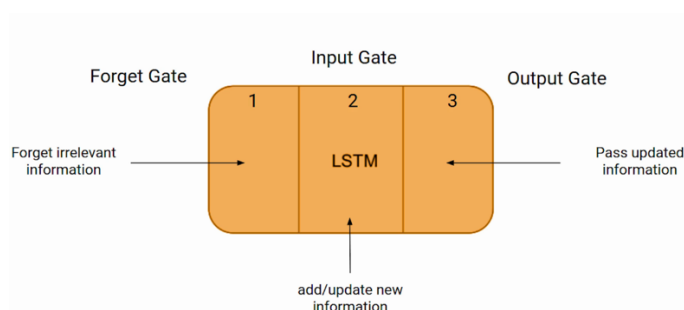 Input Gate
Forget Gate
Output Gate
1
2
3
Forget irrelevant
information
LSTM
Pass updated
information
add/update new
information